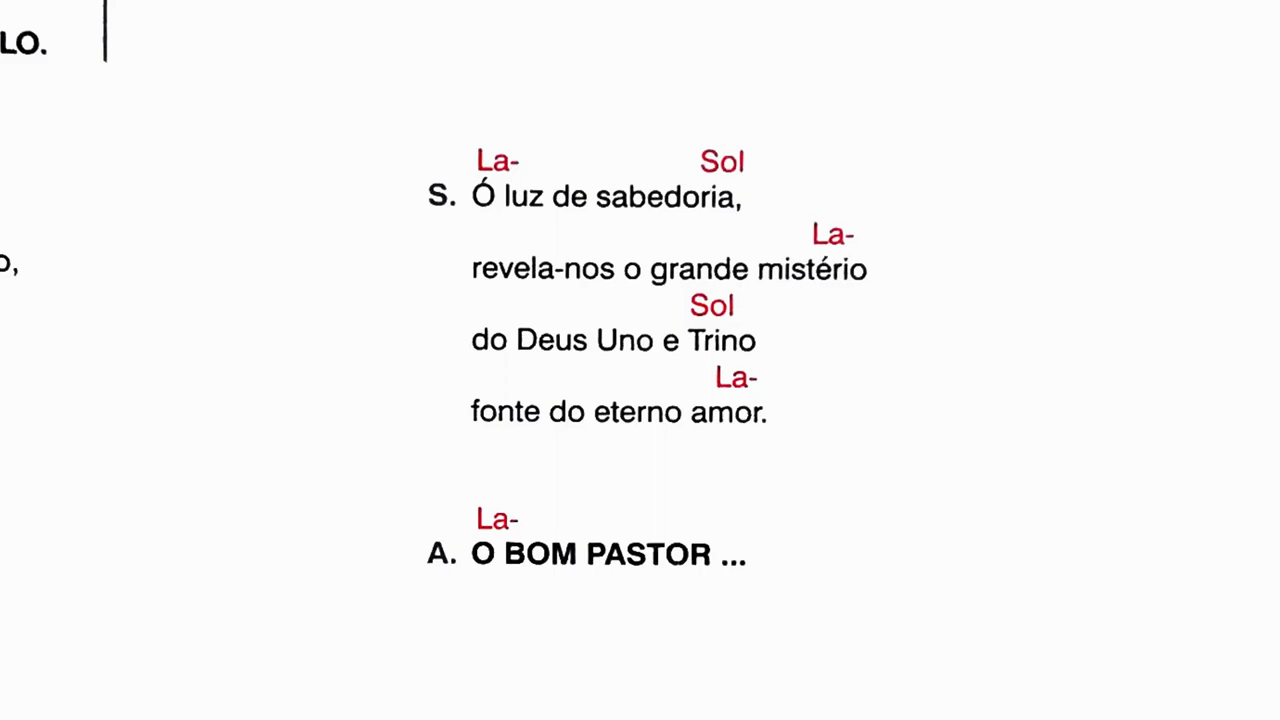 LO.
o,
La- Sol
S. Ó luz de sabedoria,
La-
revela-nos o grande mistério
Sol
do Deus Uno e Trino
La-
fonte do eterno amor.
La-
A. O BOM PASTOR ...